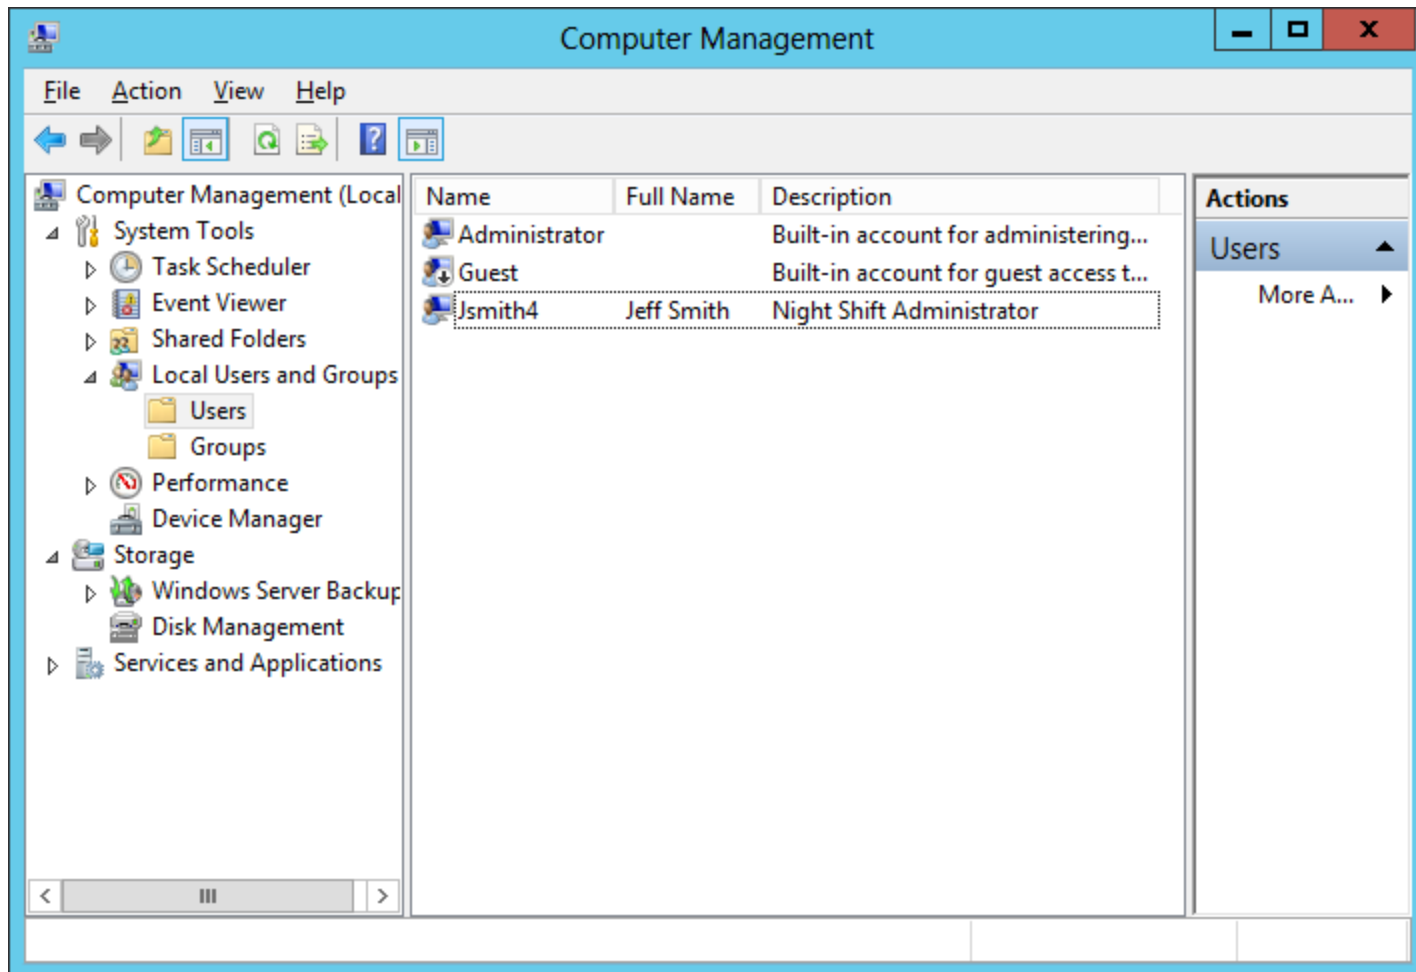 Computer Management
File Action View Help
Computer Management (Local
System Tools
Task Scheduler
Event Viewer
Shared Folders
Local Users and Groups
Users
Groups
Performance
Device Manager
Storage
Windows Server Backup
Disk Management
Services and Applications
Name Full Name Description
Administrator Built-in account for administering...
Guest Built-in account for guest access t...
Jsmith4 Jeff Smith Night Shift Administrator
Actions
Users
More A...